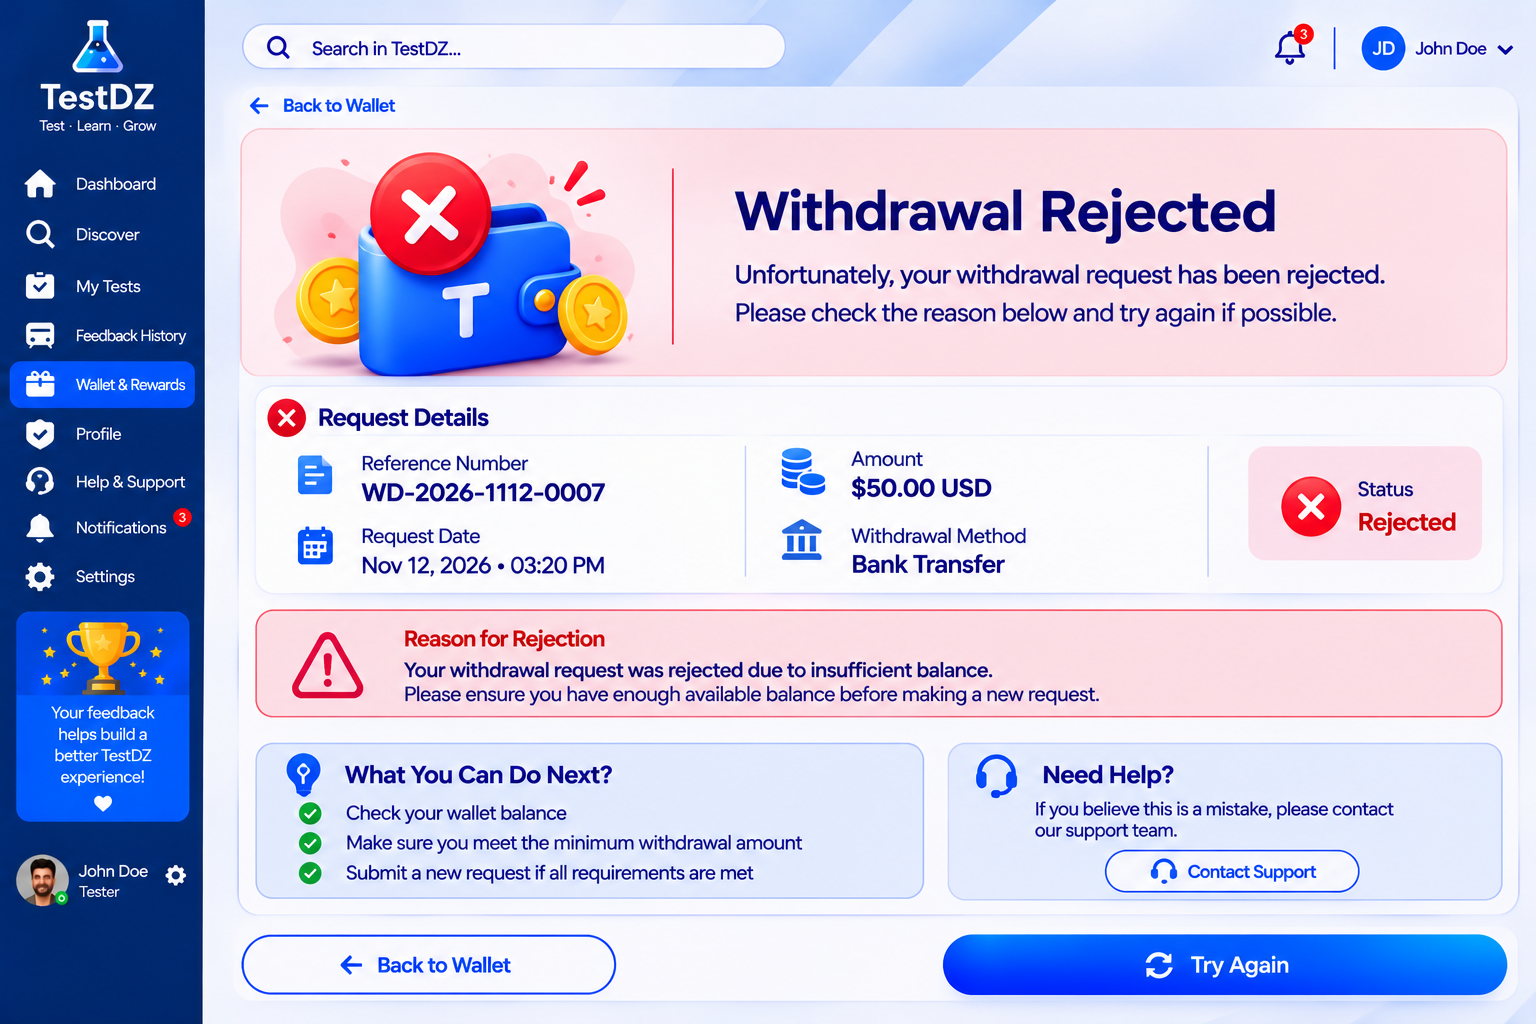 TestDZ
Test · Learn · Grow
Dashboard
Discover
My Tests
Feedback History
Wallet & Rewards
Profile
Help & Support
Notifications
3
Settings
Your feedback
helps build a
better TestDZ
experience!
John Doe
Tester
Search in TestDZ...
3
JD
John Doe
Back to Wallet
T
Withdrawal Rejected
Unfortunately, your withdrawal request has been rejected.
Please check the reason below and try again if possible.
Request Details
Reference Number
WD-2026-1112-0007
Request Date
Nov 12, 2026 • 03:20 PM
Amount
$50.00 USD
Withdrawal Method
Bank Transfer
Status
Rejected
Reason for Rejection
Your withdrawal request was rejected due to insufficient balance.
Please ensure you have enough available balance before making a new request.
What You Can Do Next?
Check your wallet balance
Make sure you meet the minimum withdrawal amount
Submit a new request if all requirements are met
Need Help?
If you believe this is a mistake, please contact
our support team.
Contact Support
Back to Wallet
Try Again